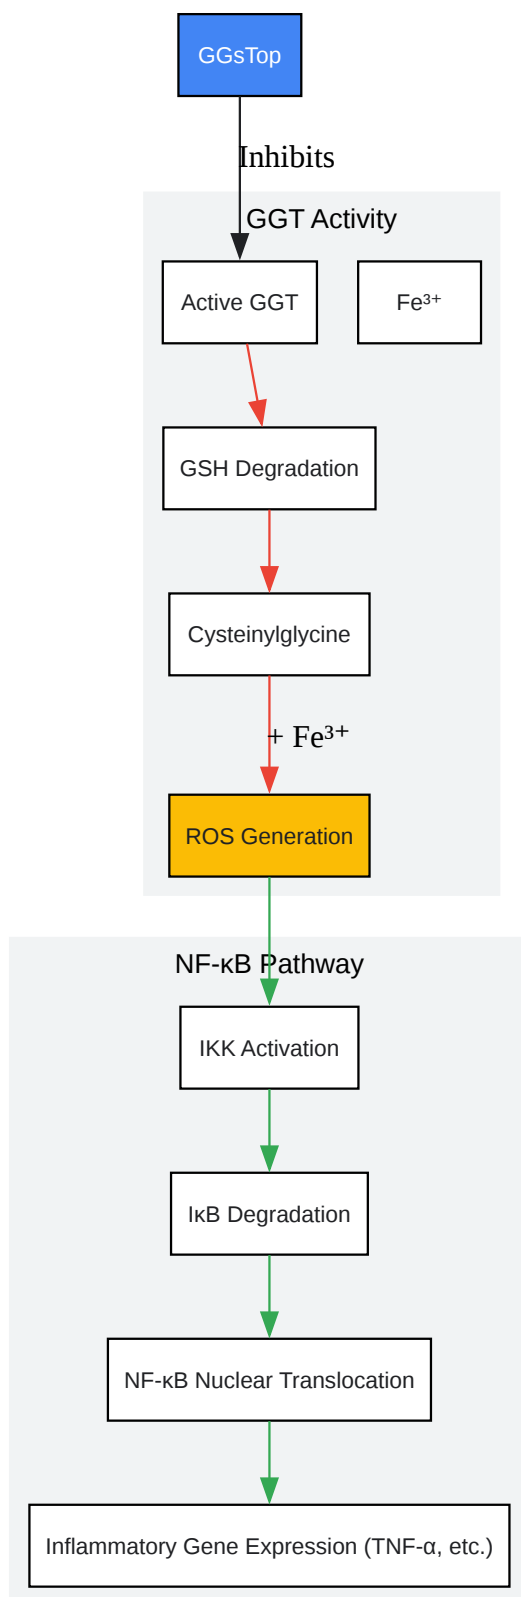 GGsTop
Inhibits
GGT Activity
Active GGT
Fe³⁺
GSH Degradation
Cysteinylglycine
+ Fe³⁺
ROS Generation
NF-κB Pathway
IKK Activation
IκB Degradation
NF-κB Nuclear Translocation
Inflammatory Gene Expression (TNF-α, etc.)